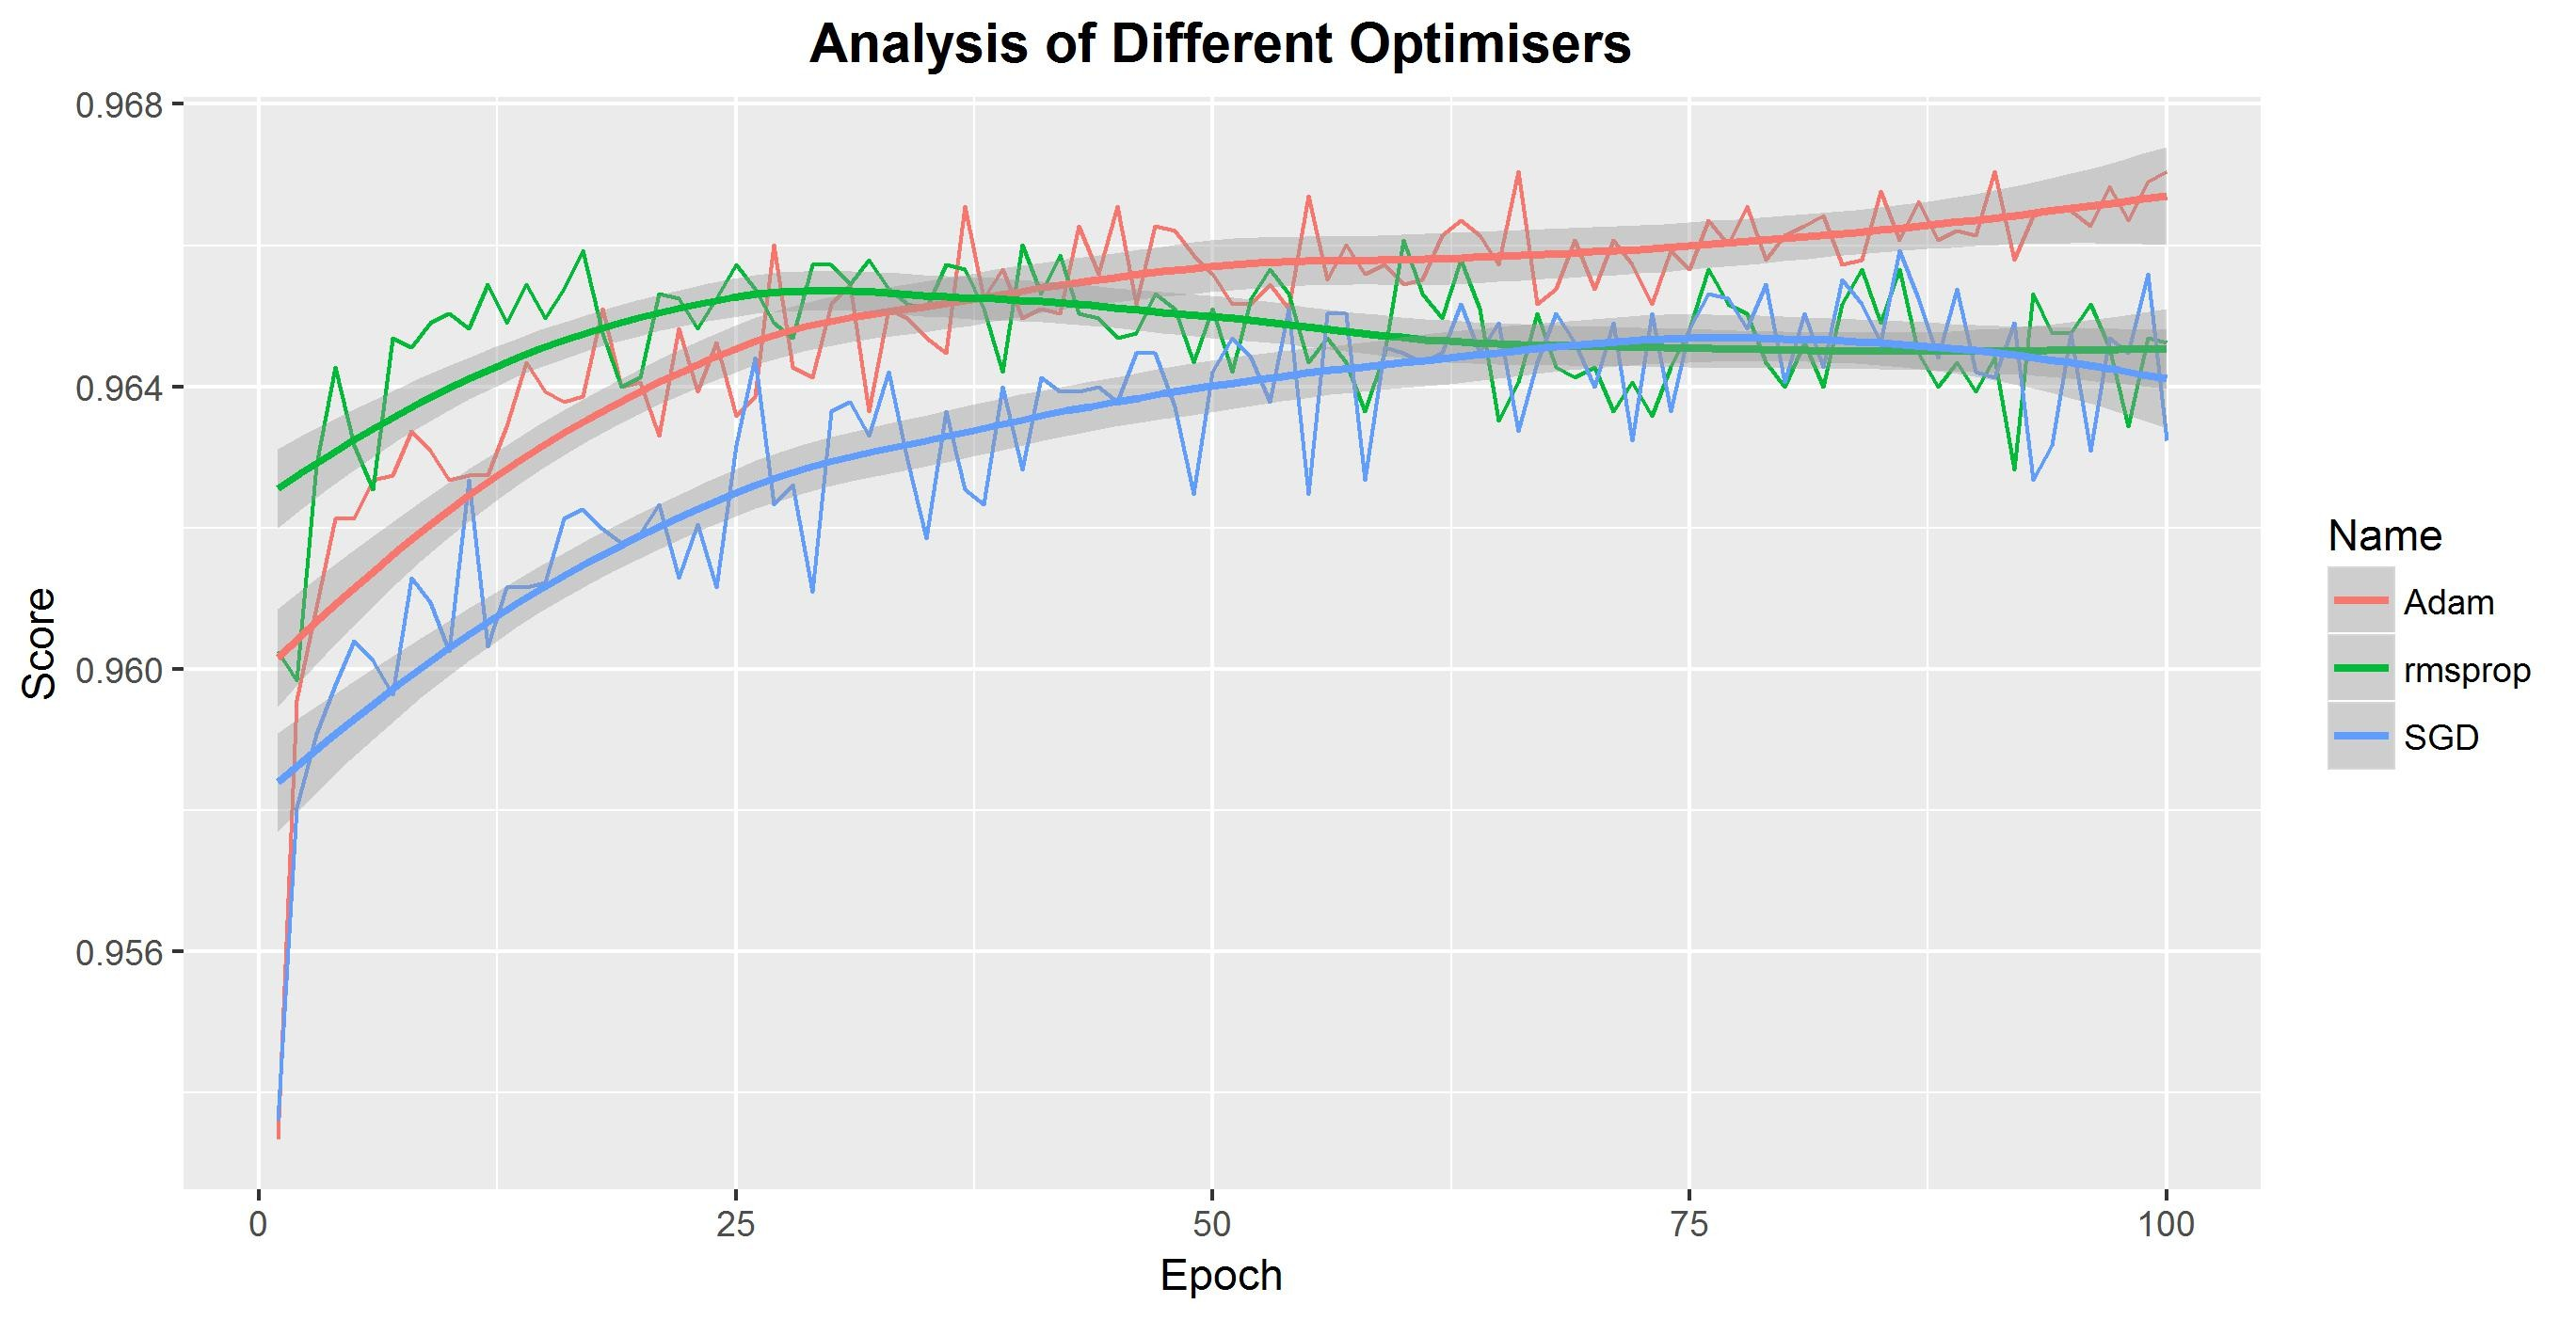 Analysis of Different Optimisers
0.968
0.964
0.960
0.956
Score
0
25
50
75
100
Epoch
Name
Adam
rmsprop
SGD